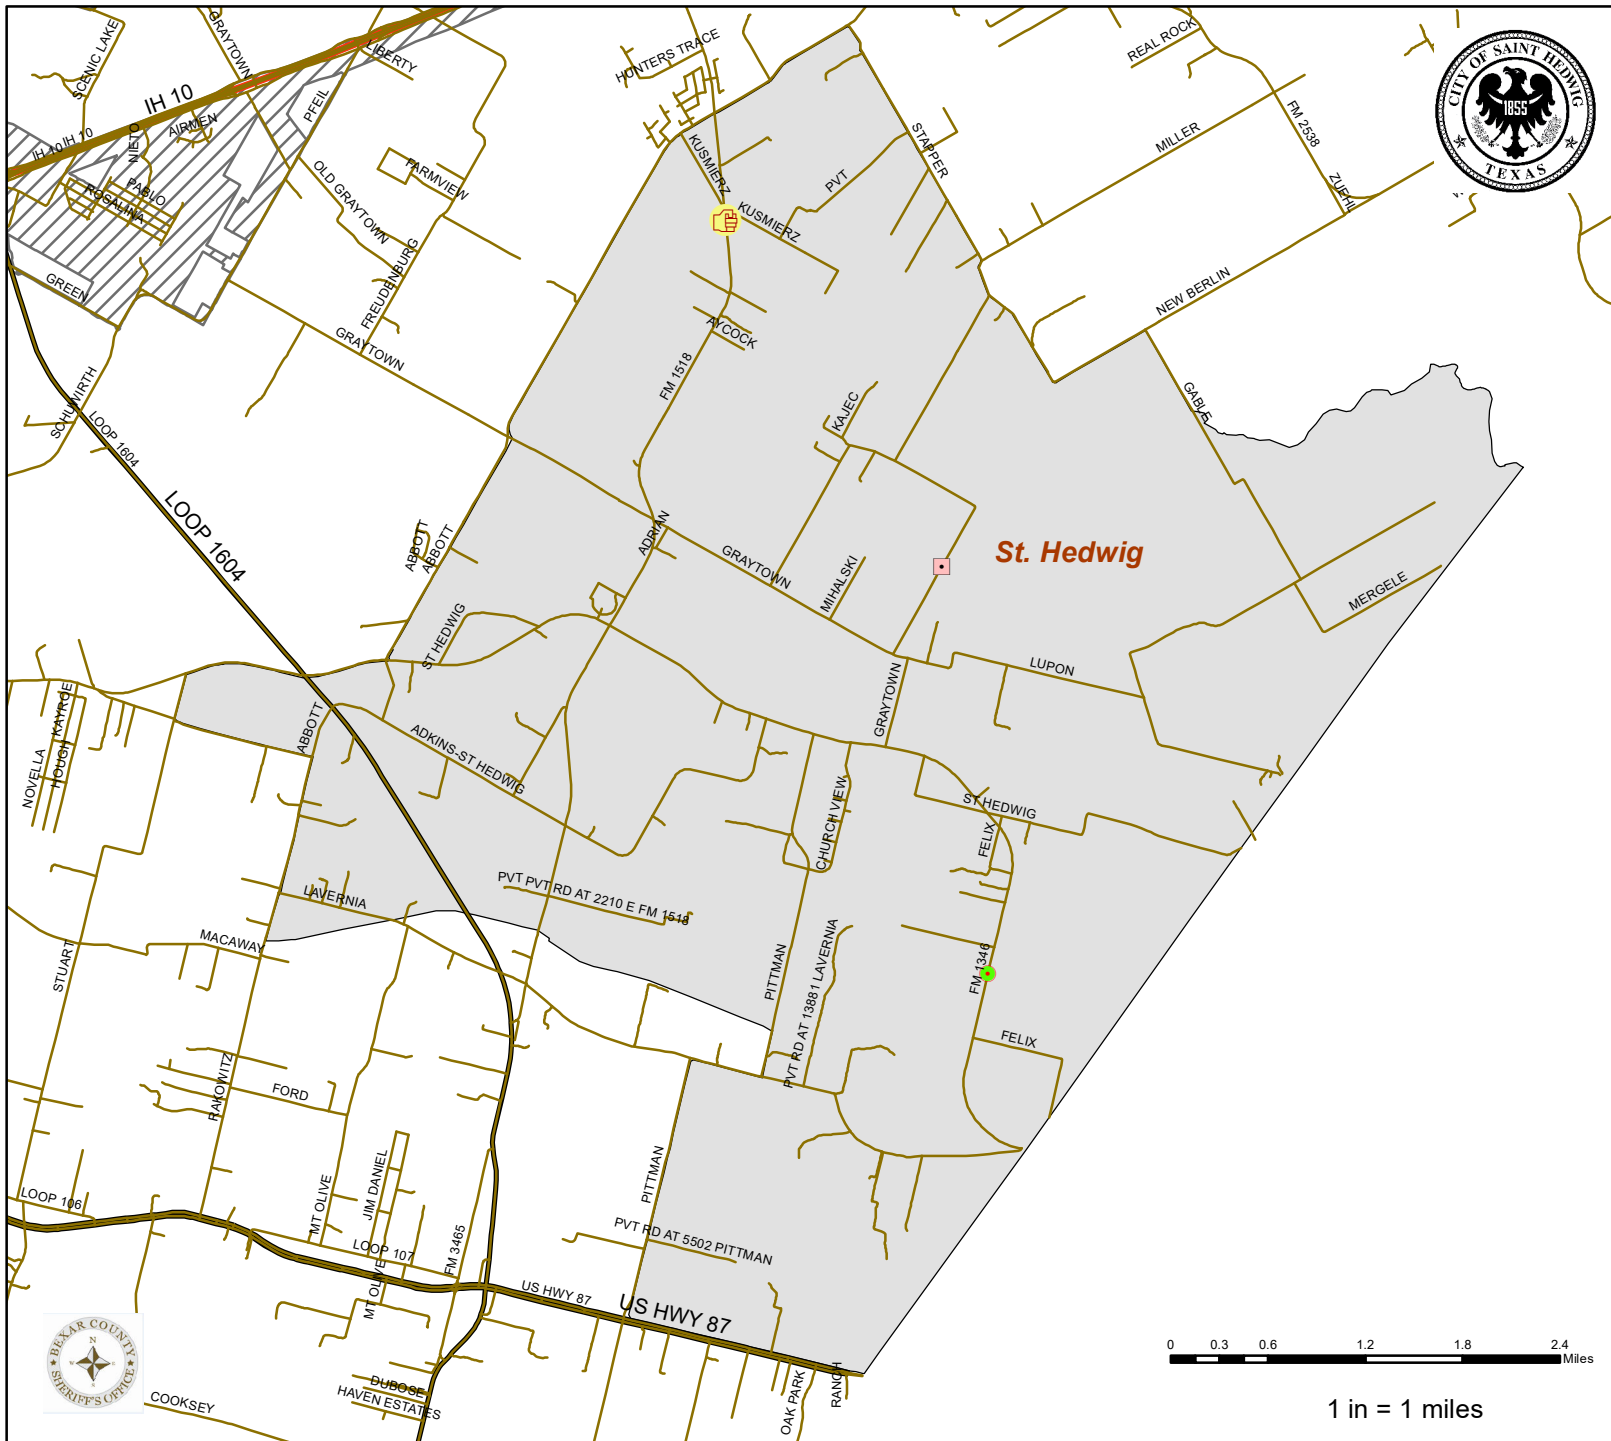 SCENIC LAKE
GRAYTOWN
LIBERTY
HUNTERS TRACE
REAL ROCK
CITY OF SAINT HEDWIG
1855
TEXAS
IH 10
IH 10
IH 10
AIRMEN
NIETO
PFEIL
PABLO
ROSALINA
GREEN
OLD GRAYTOWN
FARMVIEW
FREUDENBURG
GRAYTOWN
KUSMIERZ
KUSMIERZ
PVT
STAPPER
MILLER
FM 2538
ZUEHL
NEW BERLIN
AYCOCK
FM 1518
KAJEC
GABLE
SCHUWIRTH
LOOP 1604
LOOP 1604
ABBOTT
ABBOTT
ADRIAN
GRAYTOWN
MIHALSKI
St. Hedwig
MERGELE
ST HEDWIG
LUPON
GRAYTOWN
NOVELLA
HOUGH
KAYROE
ABBOTT
ADKINS-ST HEDWIG
CHURCH VIEW
ST HEDWIG
FELIX
LAVERNIA
PVT PVT RD AT 2210 E FM 1518
MACAWAY
STUART
PITTMAN
PVT RD AT 13881 LAVERNIA
FM 1346
FELIX
RAKOWITZ
FORD
LOOP 106
MT OLIVE
JIM DANIEL
LOOP 107
MT OLIVE
FM 3465
PITTMAN
PVT RD AT 5502 PITTMAN
US HWY 87
US HWY 87
BEXAR COUNTY
N
SHERIFF'S OFFICE
COOKSEY
DUBOSE
HAVEN ESTATES
OAK PARK
RANCH
0 0.3 0.6 1.2 1.8 2.4
Miles
1 in = 1 miles